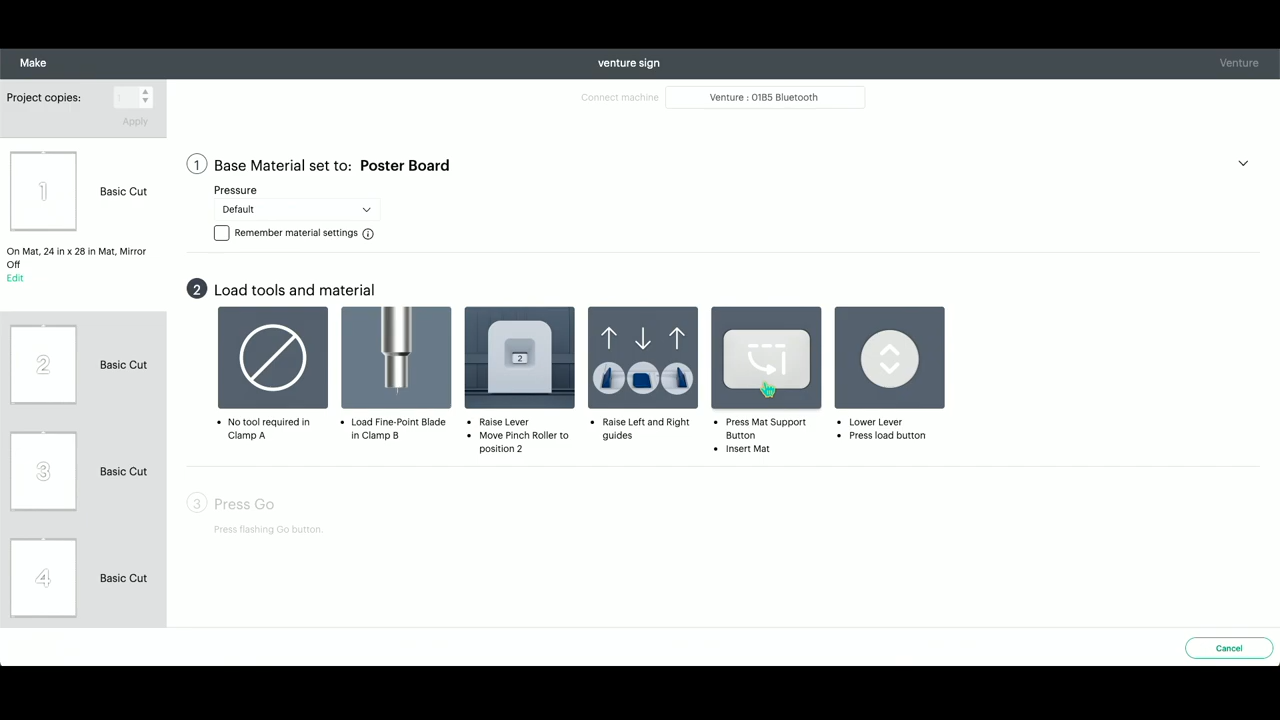 Make
venture sign
Venture
Project copies:
1
Apply
Connect machine
Venture : 01B5 Bluetooth
1
Base Material set to: Poster Board
Pressure
Default
Remember material settings
1
Basic Cut
On Mat, 24 in x 28 in Mat, Mirror
Off
Edit
2
Load tools and material
2
No tool required in
Clamp A
Load Fine-Point Blade
in Clamp B
Raise Lever
Move Pinch Roller to
position 2
Raise Left and Right
guides
Press Mat Support
Button
Insert Mat
Lower Lever
Press load button
2
Basic Cut
3
Basic Cut
4
Basic Cut
3
Press Go
Press flashing Go button.
Cancel